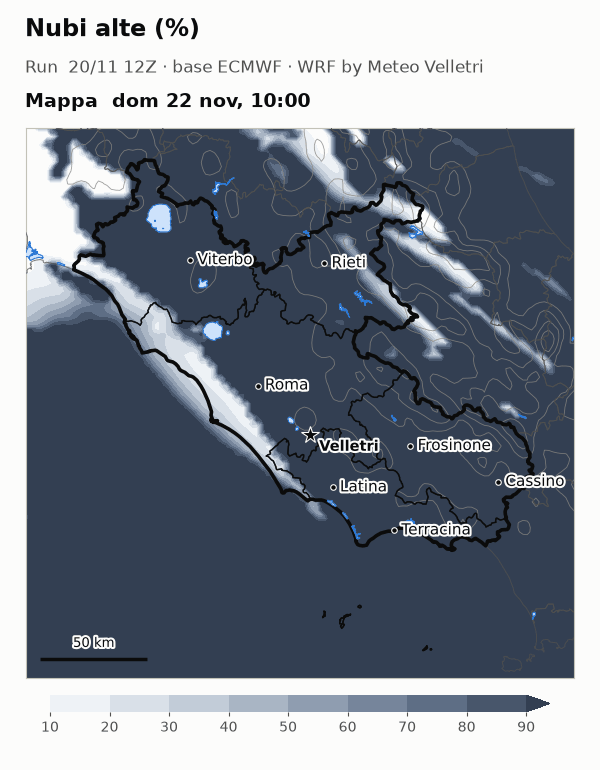 Nubi alte (%)
Run  20/11 12Z · base ECMWF · WRF by Meteo Velletri
Mappa  dom 22 nov, 10:00
Viterbo
Rieti
Roma
Velletri
Frosinone
Latina
Cassino
Terracina
50 km
10 20 30 40 50 60 70 80 90